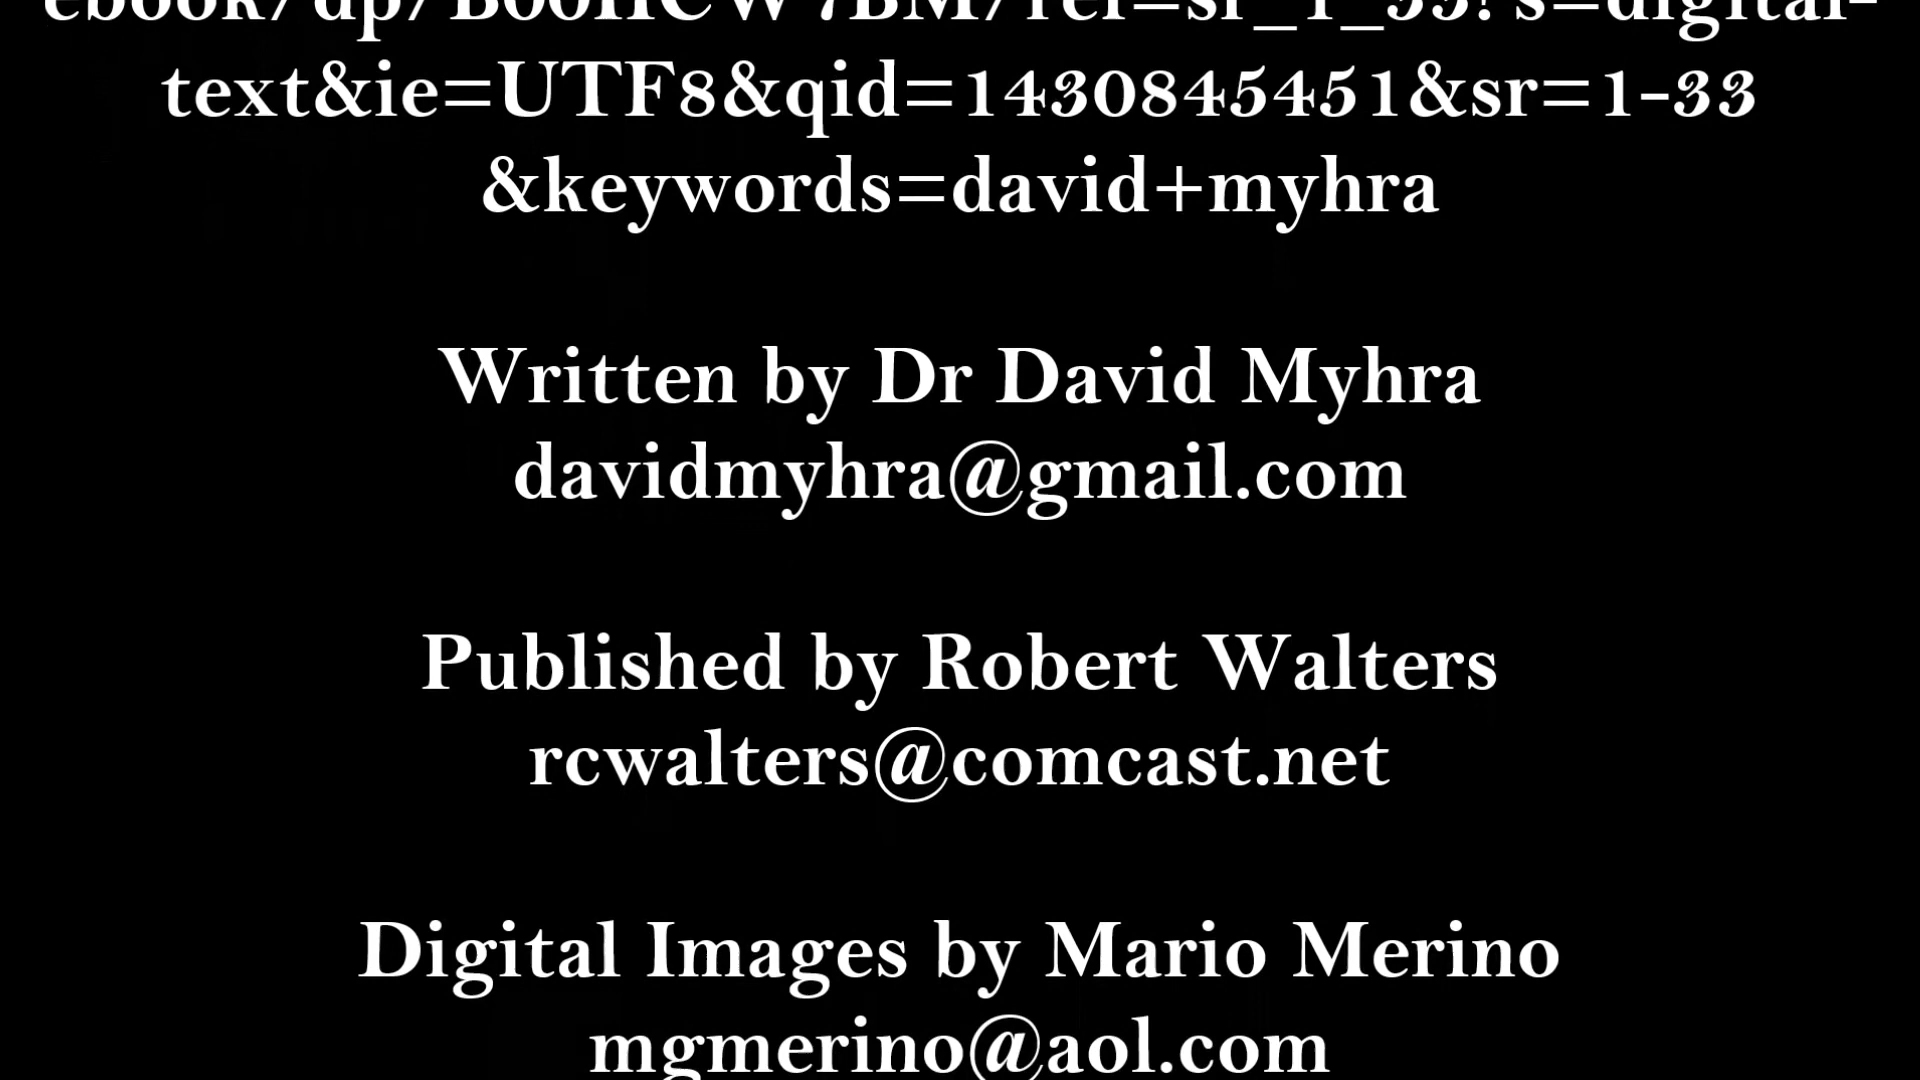 text&ie=UTF8&qid=1430845451&sr=1-33
&keywords=david+myhra
Written by Dr David Myhra
davidmyhra@gmail.com
Published by Robert Walters
rcwalters@comcast.net
Digital Images by Mario Merino
mgmerino@aol.com